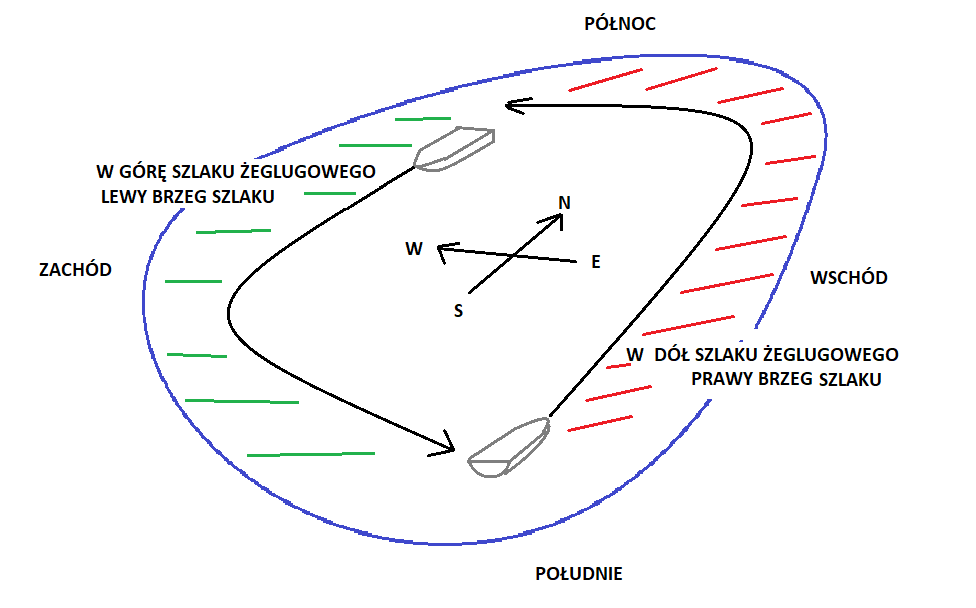 PÓŁNOC
W GÓRĘ SZLAKU ŻEGLUGOWEGO
LEWY BRZEG SZLAKU
N
W
E
ZACHÓD
WSCHÓD
S
W DÓŁ SZLAKU ŻEGLUGOWEGO
PRAWY BRZEG SZLAKU
POŁUDNIE